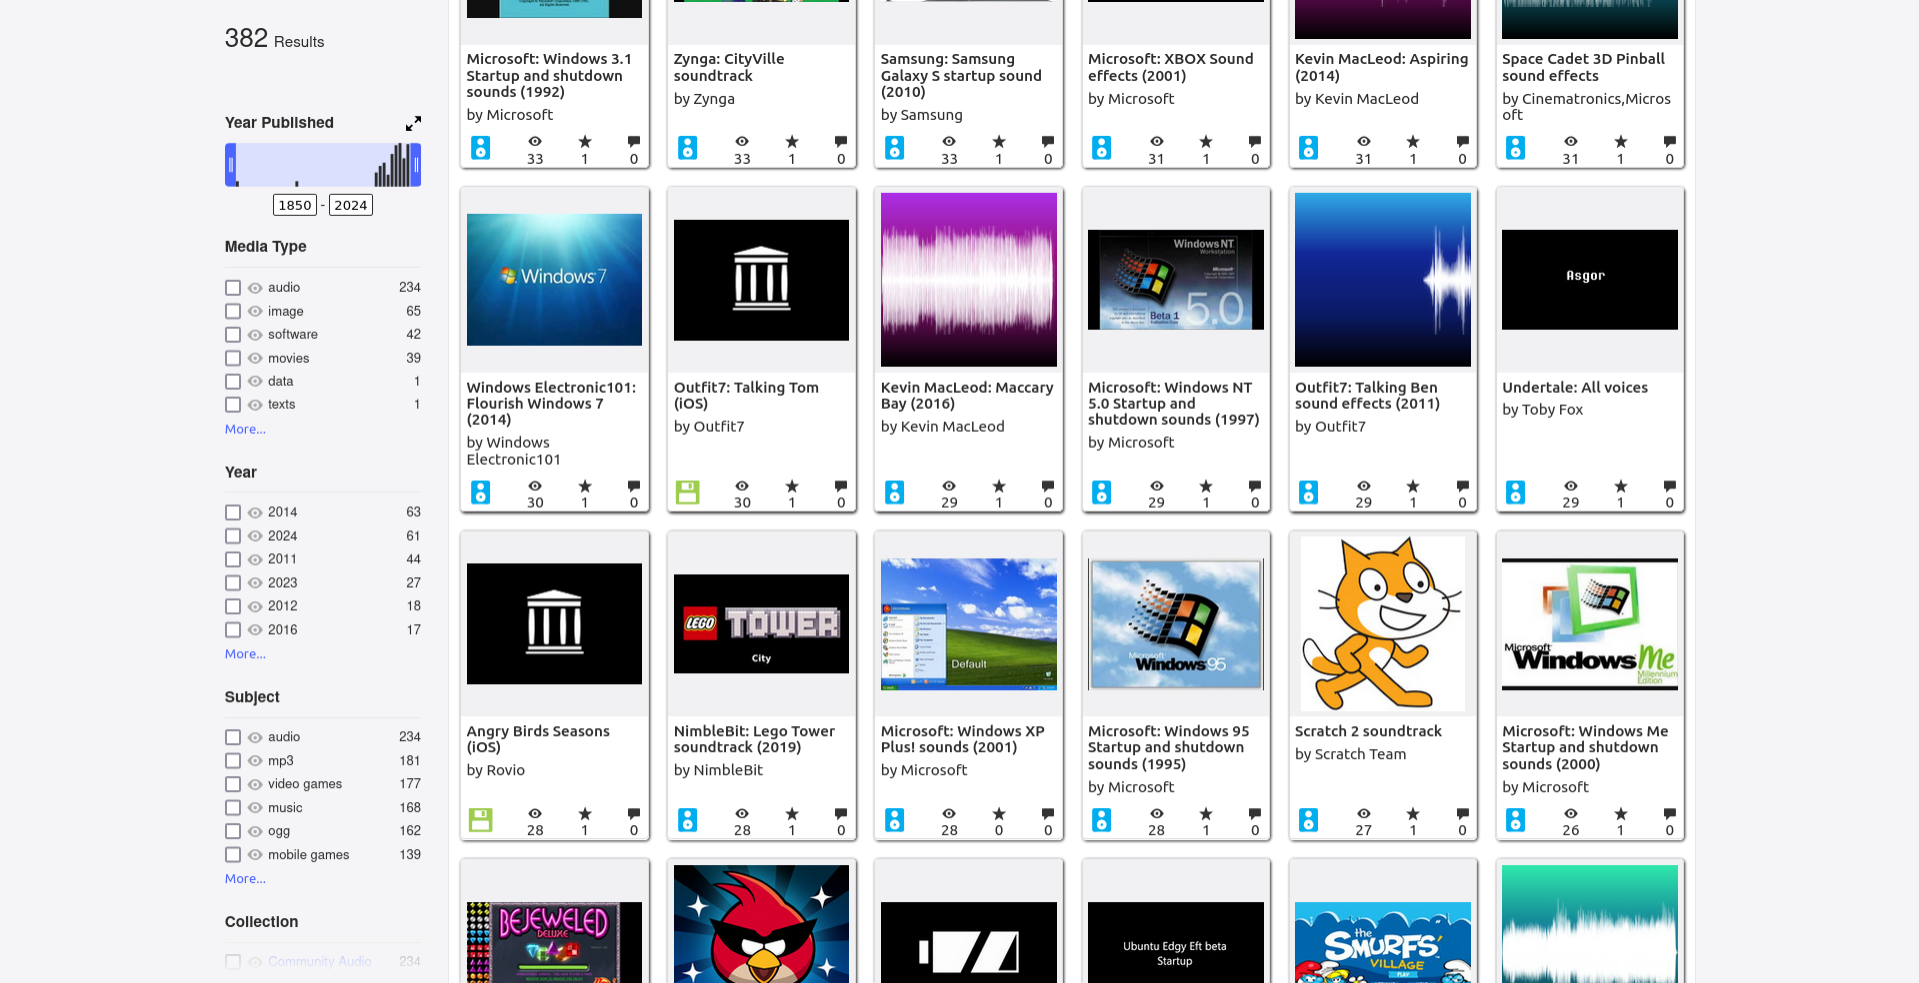 382 Results
Year Published
1850 - 2024
Media Type
audio 234
image 65
software 42
movies 39
data 1
texts 1
More...
Year
2014 63
2024 61
2011 44
2023 27
2012 18
2016 17
More...
Subject
audio 234
mp3 181
video games 177
music 168
ogg 162
mobile games 139
More...
Collection
Community Audio 234
Microsoft: Windows 3.1
Startup and shutdown
sounds (1992)
by Microsoft
33 1 0
Zynga: CityVille
soundtrack
by Zynga
33 1 0
Samsung: Samsung
Galaxy S startup sound
(2010)
by Samsung
33 1 0
Microsoft: XBOX Sound
effects (2001)
by Microsoft
31 1 0
Kevin MacLeod: Aspiring
(2014)
by Kevin MacLeod
31 1 0
Space Cadet 3D Pinball
sound effects
by Cinematronics,Micros
oft
31 1 0
Windows 7
Windows Electronic101:
Flourish Windows 7
(2014)
by Windows
Electronic101
30 1 0
Outfit7: Talking Tom
(iOS)
by Outfit7
30 1 0
Kevin MacLeod: Maccary
Bay (2016)
by Kevin MacLeod
29 1 0
Windows NT
Workstation
Microsoft
5.0
Beta 1
Microsoft: Windows NT
5.0 Startup and
shutdown sounds (1997)
by Microsoft
29 1 0
Outfit7: Talking Ben
sound effects (2011)
by Outfit7
29 1 0
Asgor
Undertale: All voices
by Toby Fox
29 1 0
Angry Birds Seasons
(iOS)
by Rovio
28 1 0
LEGO TOWER
City
NimbleBit: Lego Tower
soundtrack (2019)
by NimbleBit
28 1 0
Default
Microsoft: Windows XP
Plus! sounds (2001)
by Microsoft
28 0 0
Microsoft
Windows 95
Microsoft: Windows 95
Startup and shutdown
sounds (1995)
by Microsoft
28 1 0
Scratch 2 soundtrack
by Scratch Team
27 1 0
Microsoft
Windows Me
Millennium
Edition
Microsoft: Windows Me
Startup and shutdown
sounds (2000)
by Microsoft
26 1 0
BEJEWELED
DELUXE
Ubuntu Edgy Eft beta
Startup
the
SMURFS'
VILLAGE
PLAY